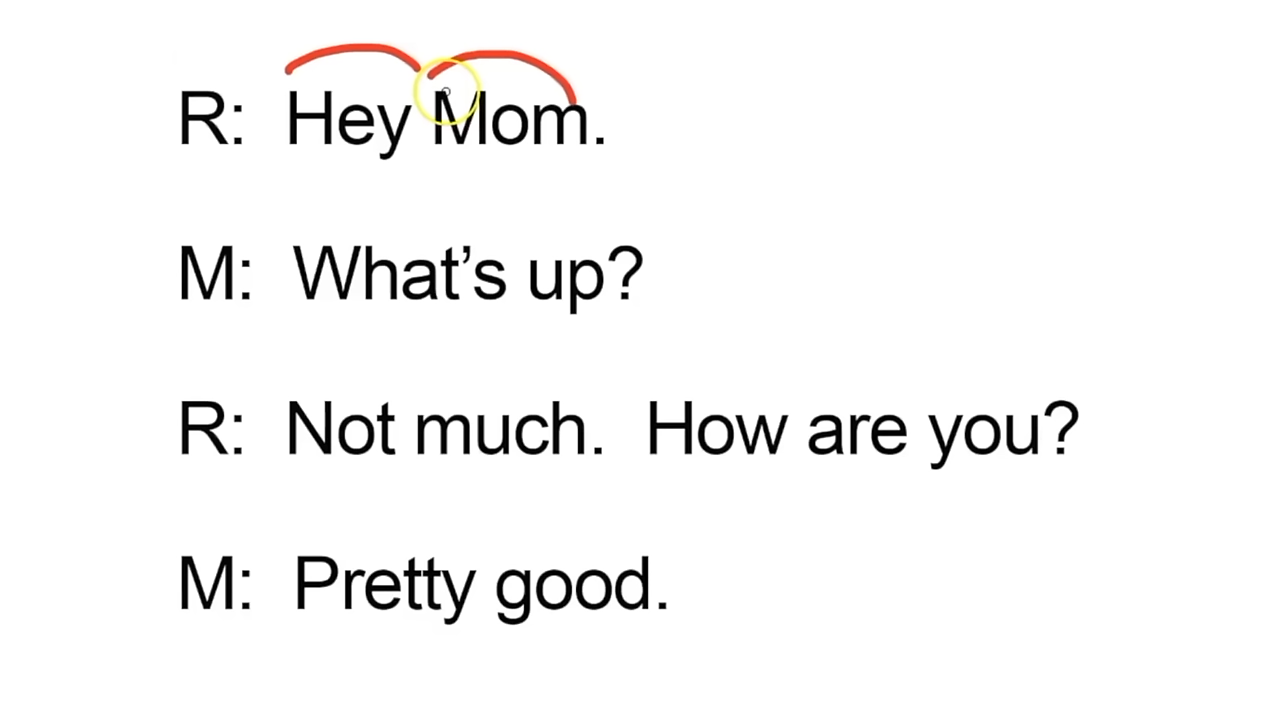 R: Hey Mom.
M: What’s up?
R: Not much. How are you?
M: Pretty good.